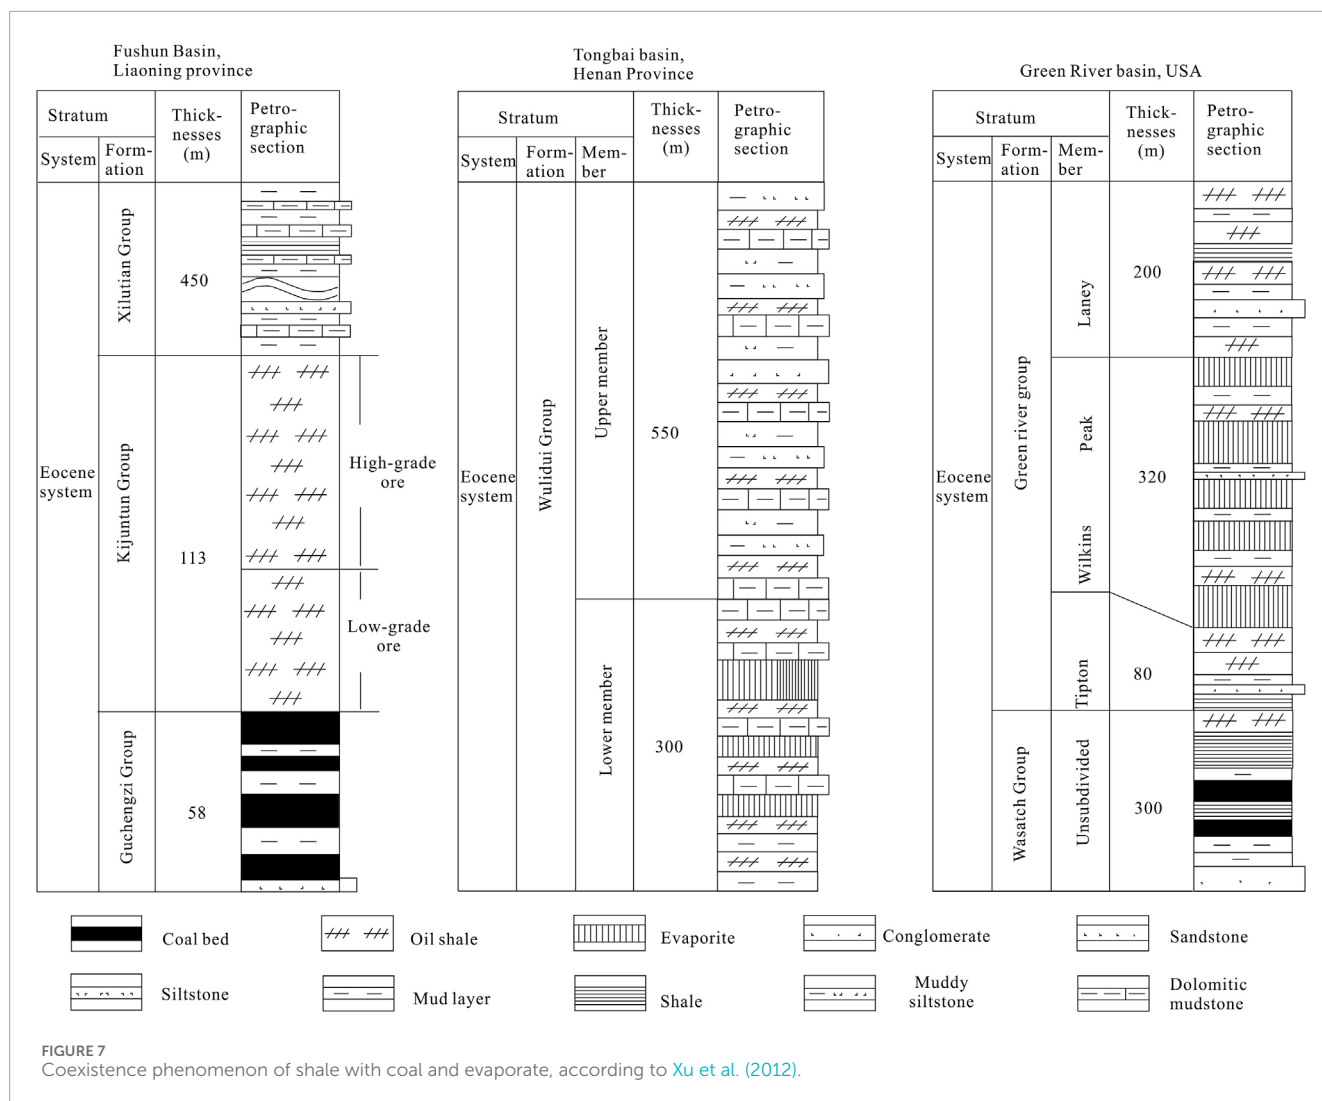 Fushun Basin,
Liaoning province
Stratum
System
Form-
ation
Thick-
nesses
(m)
Petro-
graphic
section
Eocene
system
Xilutian Group
450
Kijuntun Group
113
High-grade
ore
Low-grade
ore
Guchengzi Group
58
Tongbai basin,
Henan Province
Stratum
System
Form-
ation
Mem-
ber
Thick-
nesses
(m)
Petro-
graphic
section
Eocene
system
Wulidui Group
Upper member
550
Lower member
300
Green River basin, USA
Stratum
System
Form-
ation
Mem-
ber
Thick-
nesses
(m)
Petro-
graphic
section
Eocene
system
Green river group
Laney
200
Wilkins Peak
320
Tipton
80
Wasatch Group
Unsubdivided
300
Coal bed
Oil shale
Evaporite
Conglomerate
Sandstone
Siltstone
Mud layer
Shale
Muddy
siltstone
Dolomitic
mudstone
FIGURE 7
Coexistence phenomenon of shale with coal and evaporate, according to Xu et al. (2012).